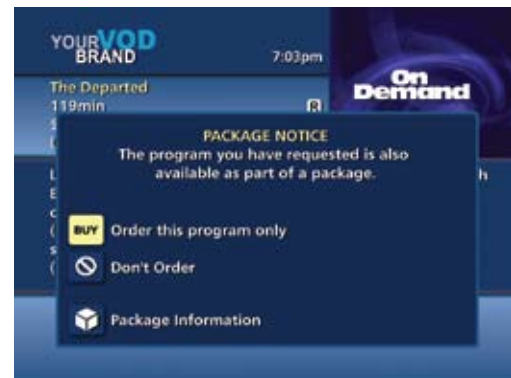 YOUR VOD
BRAND
7:03pm
On
Demand
The Departed
119min
R
PACKAGE NOTICE
The program you have requested is also
available as part of a package.
BUY Order this program only
Don't Order
Package Information